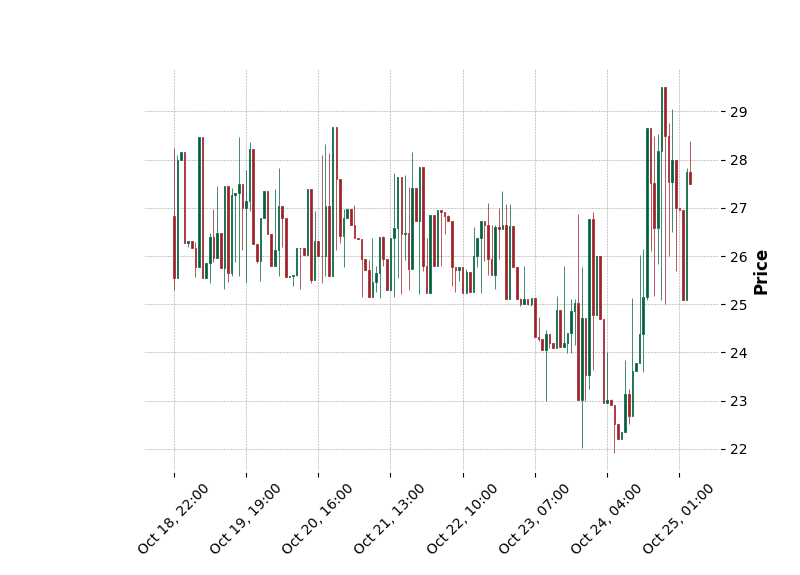 29
28
27
26
25
24
23
22
Price
Oct 18, 22:00
Oct 19, 19:00
Oct 20, 16:00
Oct 21, 13:00
Oct 22, 10:00
Oct 23, 07:00
Oct 24, 04:00
Oct 25, 01:00